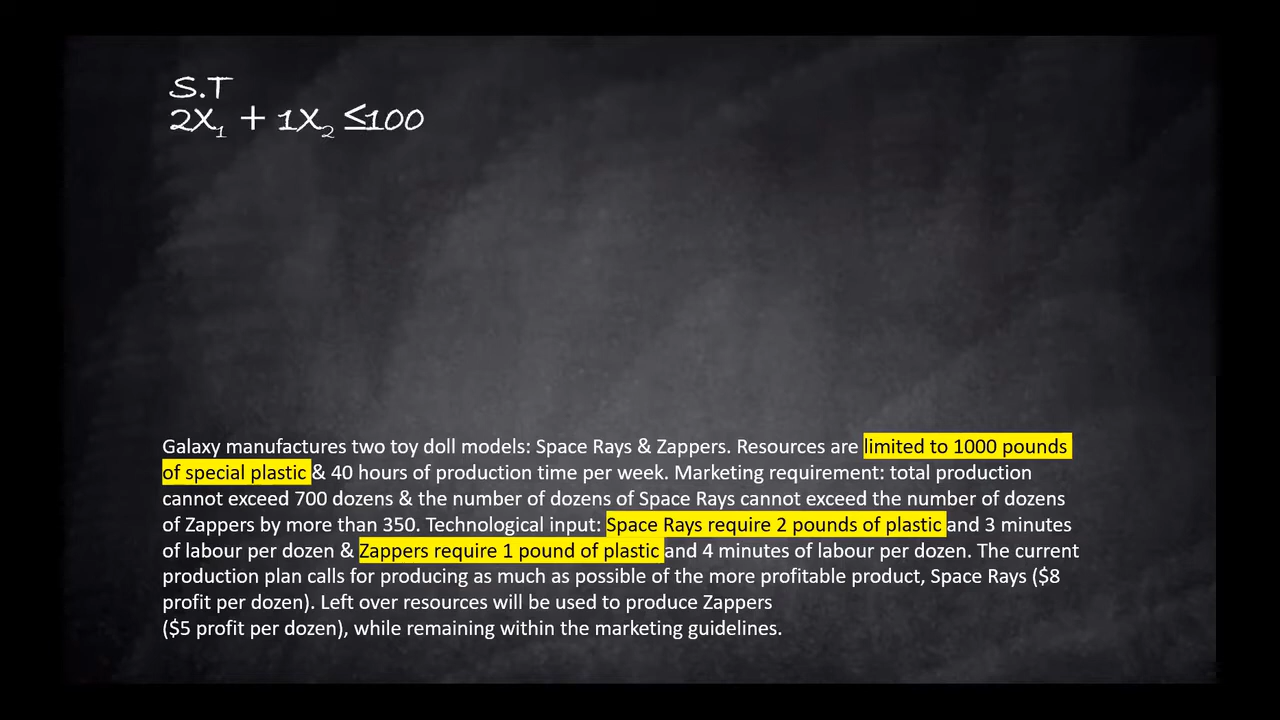 S.T
2X₁ + 1X₂ ≤100
Galaxy manufactures two toy doll models: Space Rays & Zappers. Resources are limited to 1000 pounds
of special plastic & 40 hours of production time per week. Marketing requirement: total production
cannot exceed 700 dozens & the number of dozens of Space Rays cannot exceed the number of dozens
of Zappers by more than 350. Technological input: Space Rays require 2 pounds of plastic and 3 minutes
of labour per dozen & Zappers require 1 pound of plastic and 4 minutes of labour per dozen. The current
production plan calls for producing as much as possible of the more profitable product, Space Rays ($8
profit per dozen). Left over resources will be used to produce Zappers
($5 profit per dozen), while remaining within the marketing guidelines.